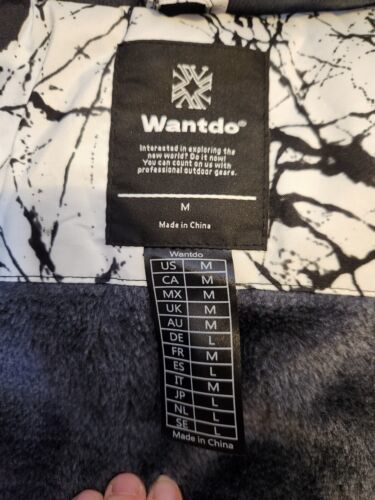 Wantdo®
Interested in exploring the
new world? Do it now!
You can count on us with
professional outdoor geare.
M
Made in China
Wantdo
US M
CA M
MX M
UK M
AU M
DE L
FR M
ES L
IT M
JP L
NL L
SE L
Made in China